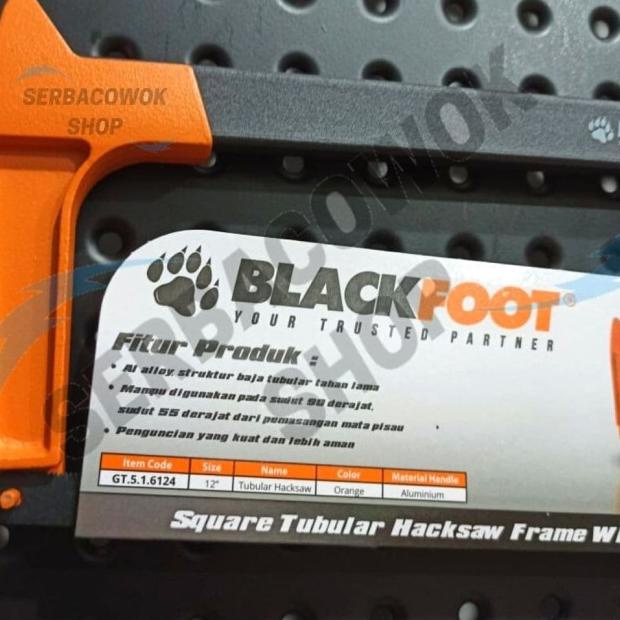 SERBACOWOK
SHOP
SERBACOWOK
SHOP
BLACKFOOT®
YOUR TRUSTED PARTNER
Fitur Produk :
• Al alloy, struktur baja tubular tahan lama
• Mampu digunakan pada sudut 90 derajat,
sudut 55 derajat dari pemasangan mata pisau
• Penguncian yang kuat dan lebih aman
Item Code Size Name Color Material Handle
GT.5.1.6124 12" Tubular Hacksaw Orange Aluminium
Square Tubular Hacksaw Frame